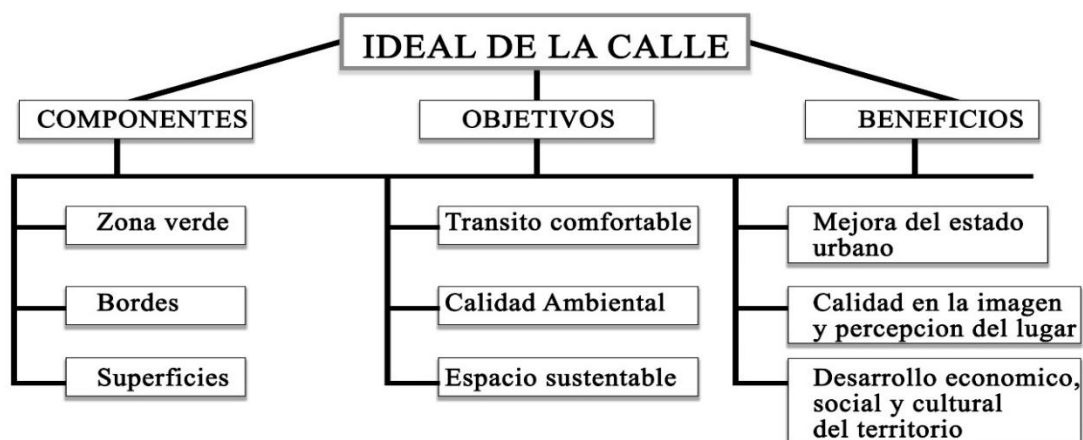 IDEAL DE LA CALLE
COMPONENTES
OBJETIVOS
BENEFICIOS
Zona verde
Transito comfortable
Mejora del estado
urbano
Bordes
Calidad Ambiental
Calidad en la imagen
y percepcion del lugar
Superficies
Espacio sustentable
Desarrollo economico,
social y cultural
del territorio